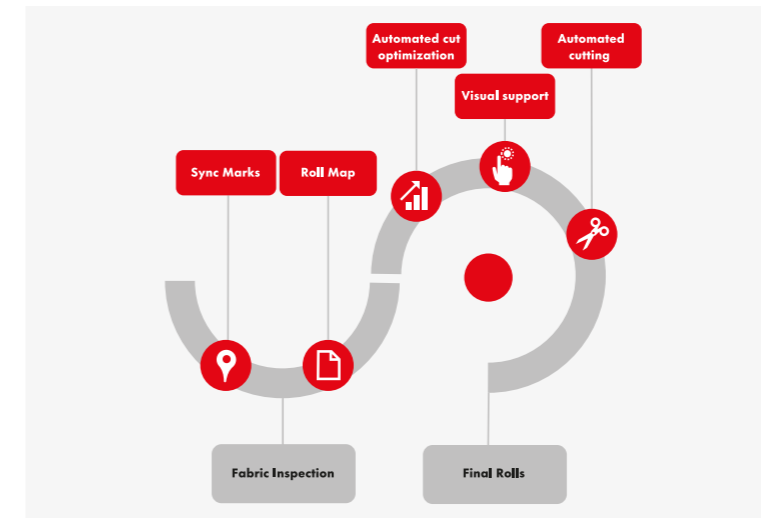 Automated cut
optimization
Automated
cutting
Visual support
Sync Marks
Roll Map
Fabric Inspection
Final Rolls